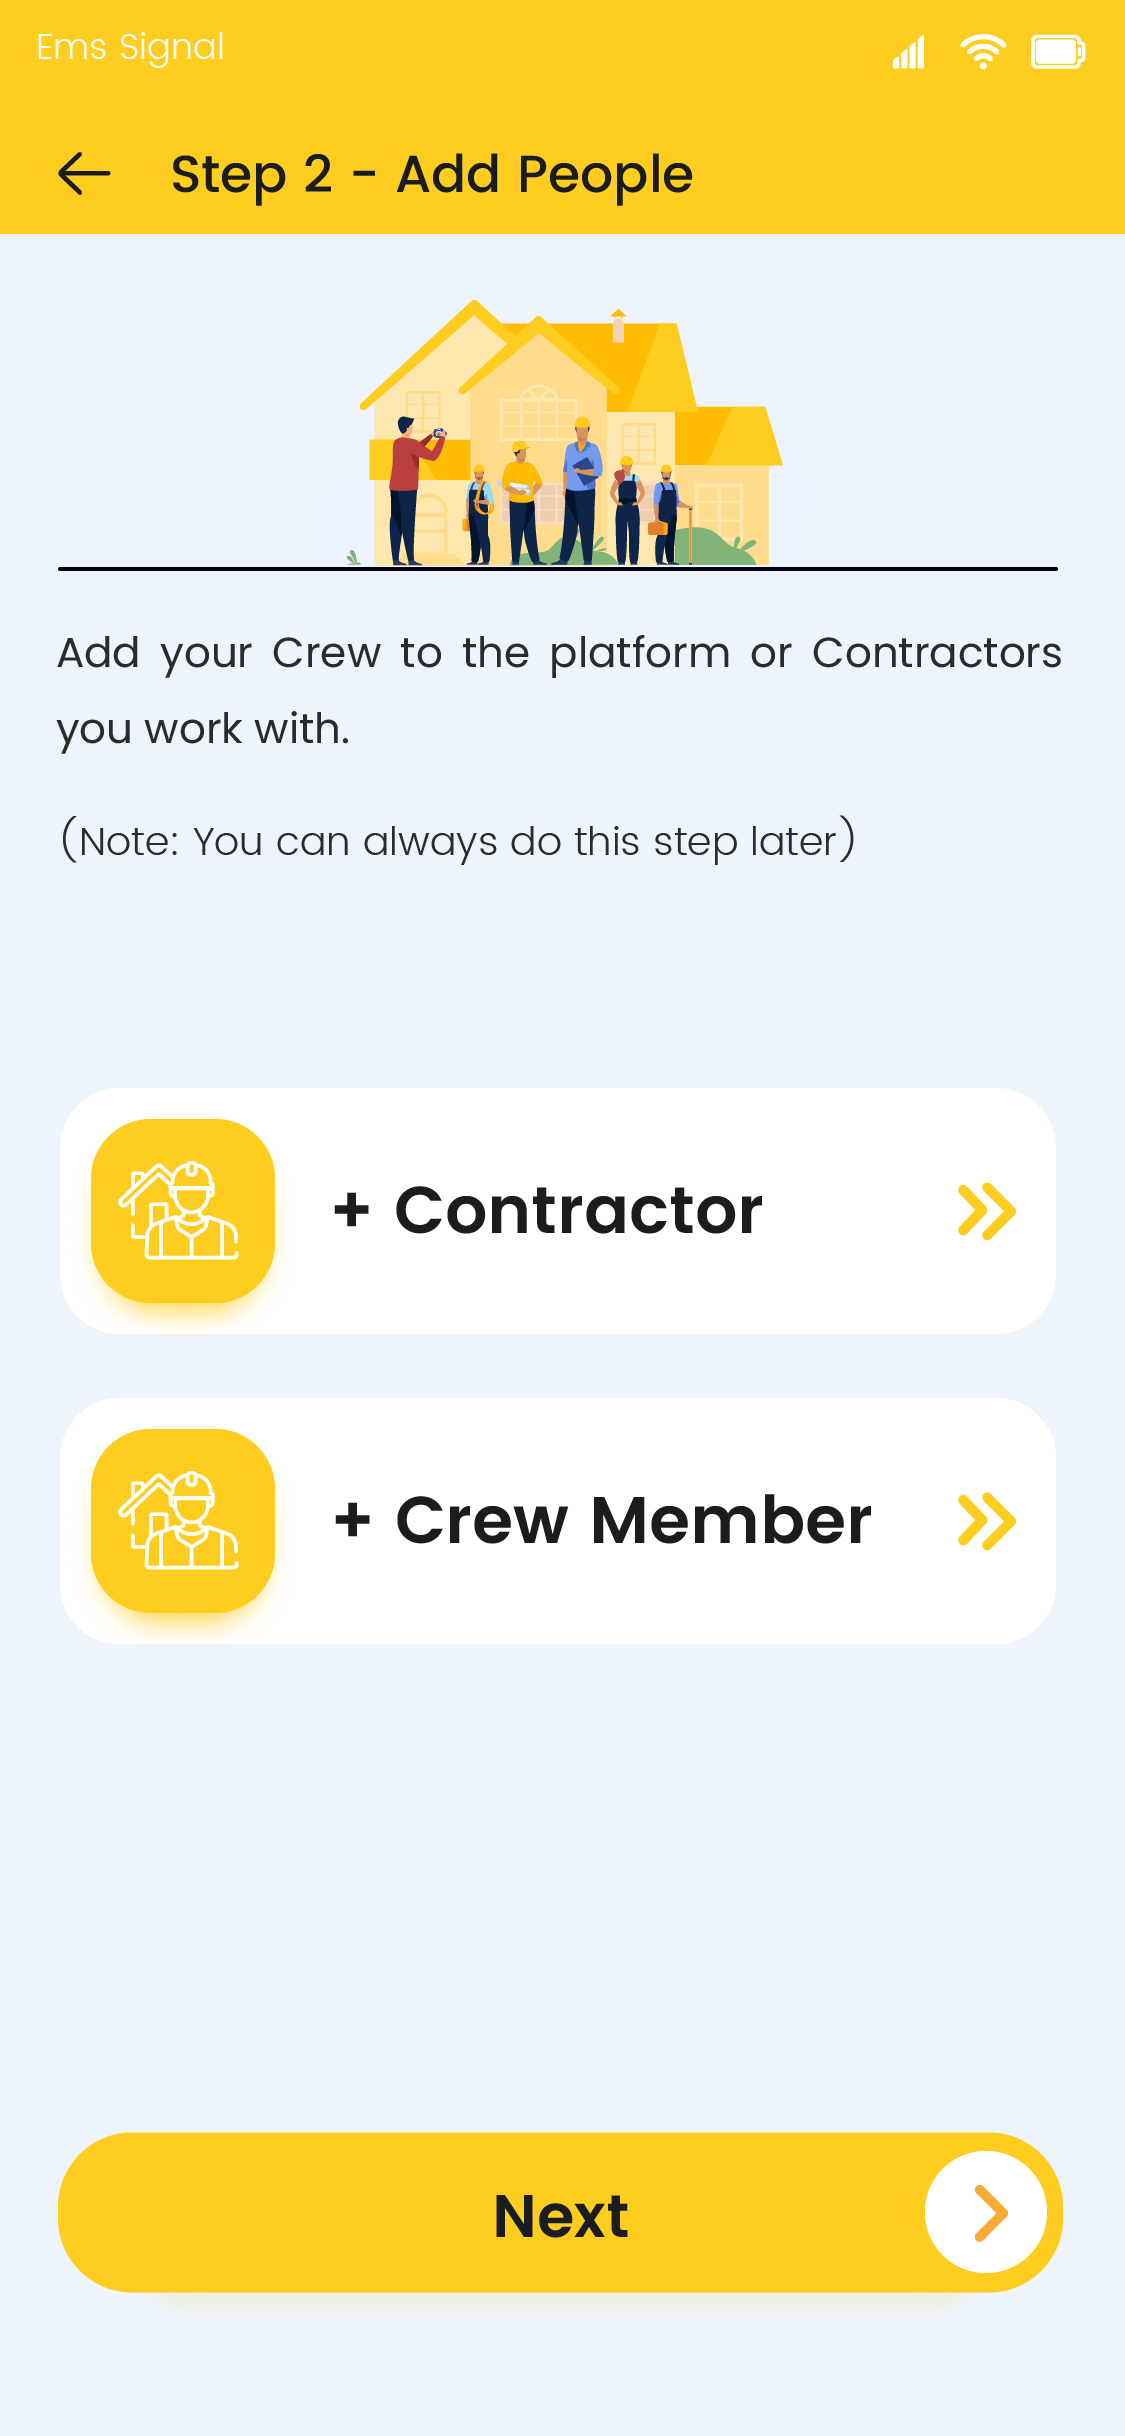 Ems Signal
Step 2 - Add People
Add your Crew to the platform or Contractors
you work with.
(Note: You can always do this step later)
+ Contractor
+ Crew Member
Next